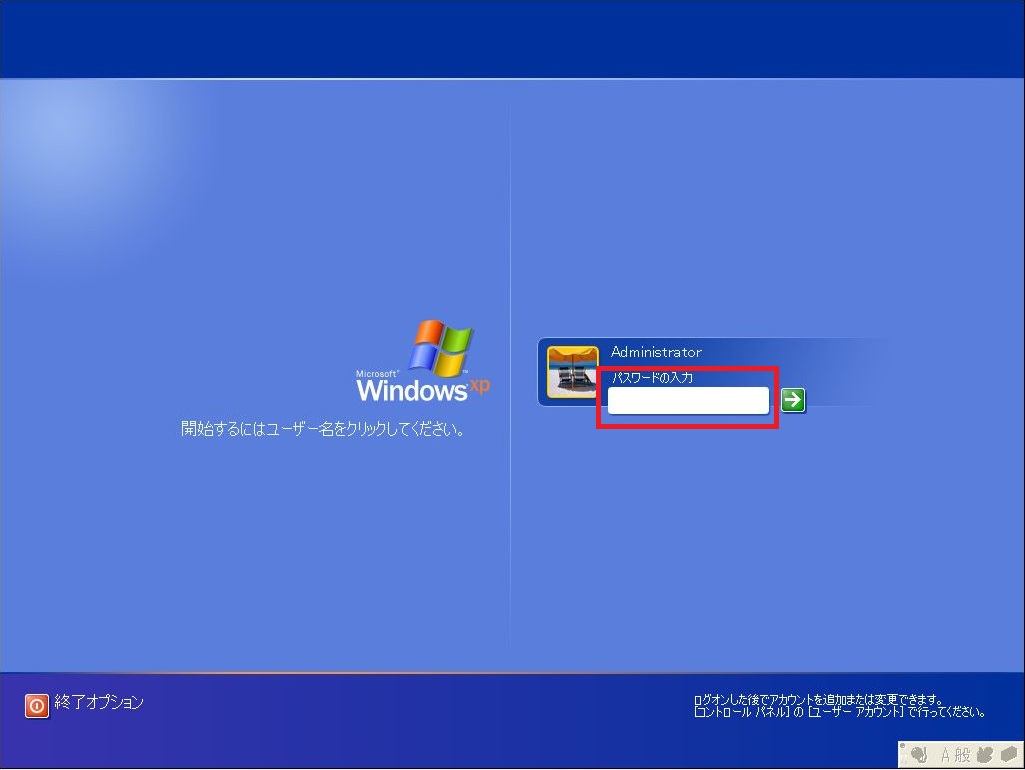 Microsoft®
Windows xp™
開始するにはユーザー名をクリックしてください。
Administrator
パスワードの入力
終了オプション
ログオンした後でアカウントを追加または変更できます。
[コントロール パネル] の [ユーザー アカウント] で行ってください。
A 般